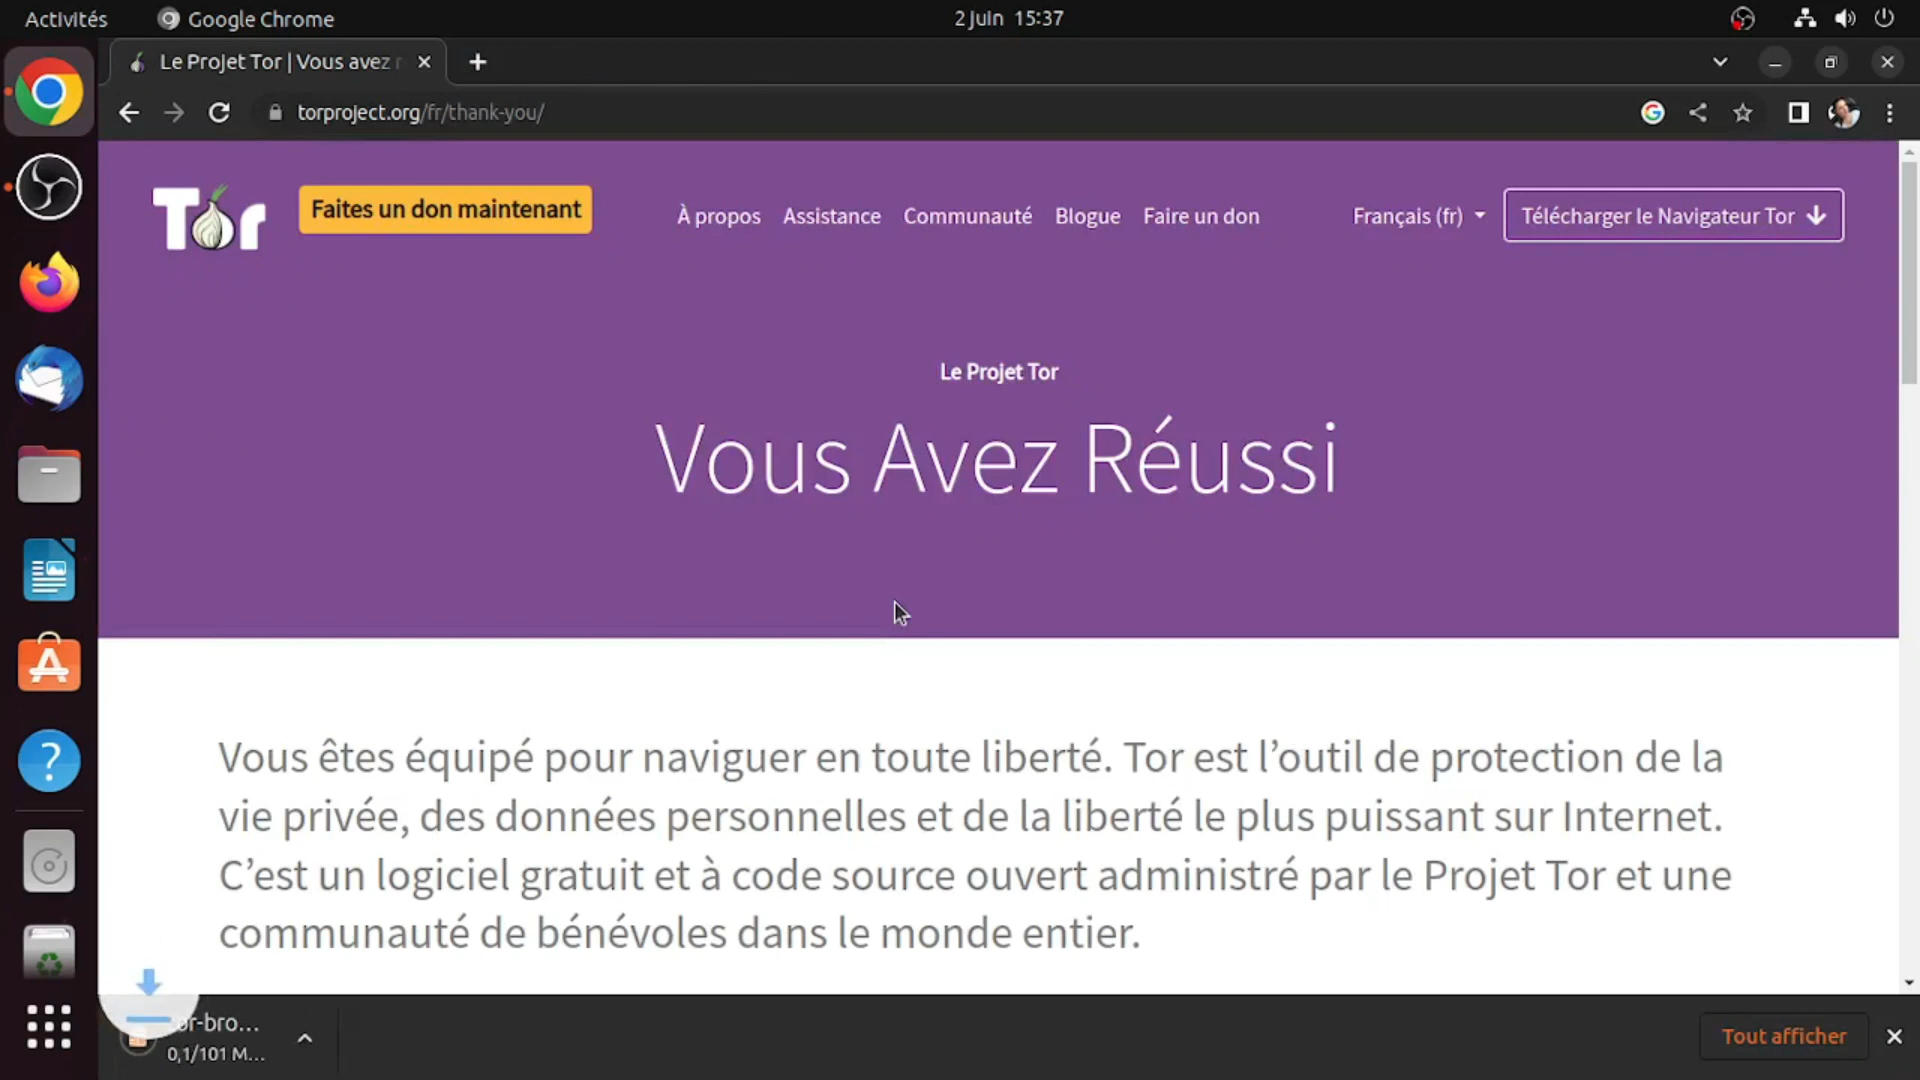 Activités Google Chrome 2 juin 15:37
Le Projet Tor | Vous avez
torproject.org/fr/thank-you/
Tor Faites un don maintenant À propos Assistance Communauté Blogue Faire un don Français (fr) Télécharger le Navigateur Tor
Le Projet Tor
Vous Avez Réussi
Vous êtes équipé pour naviguer en toute liberté. Tor est l’outil de protection de la
vie privée, des données personnelles et de la liberté le plus puissant sur Internet.
C’est un logiciel gratuit et à code source ouvert administré par le Projet Tor et une
communauté de bénévoles dans le monde entier.
or-bro...
0,1/101 M...
Tout afficher